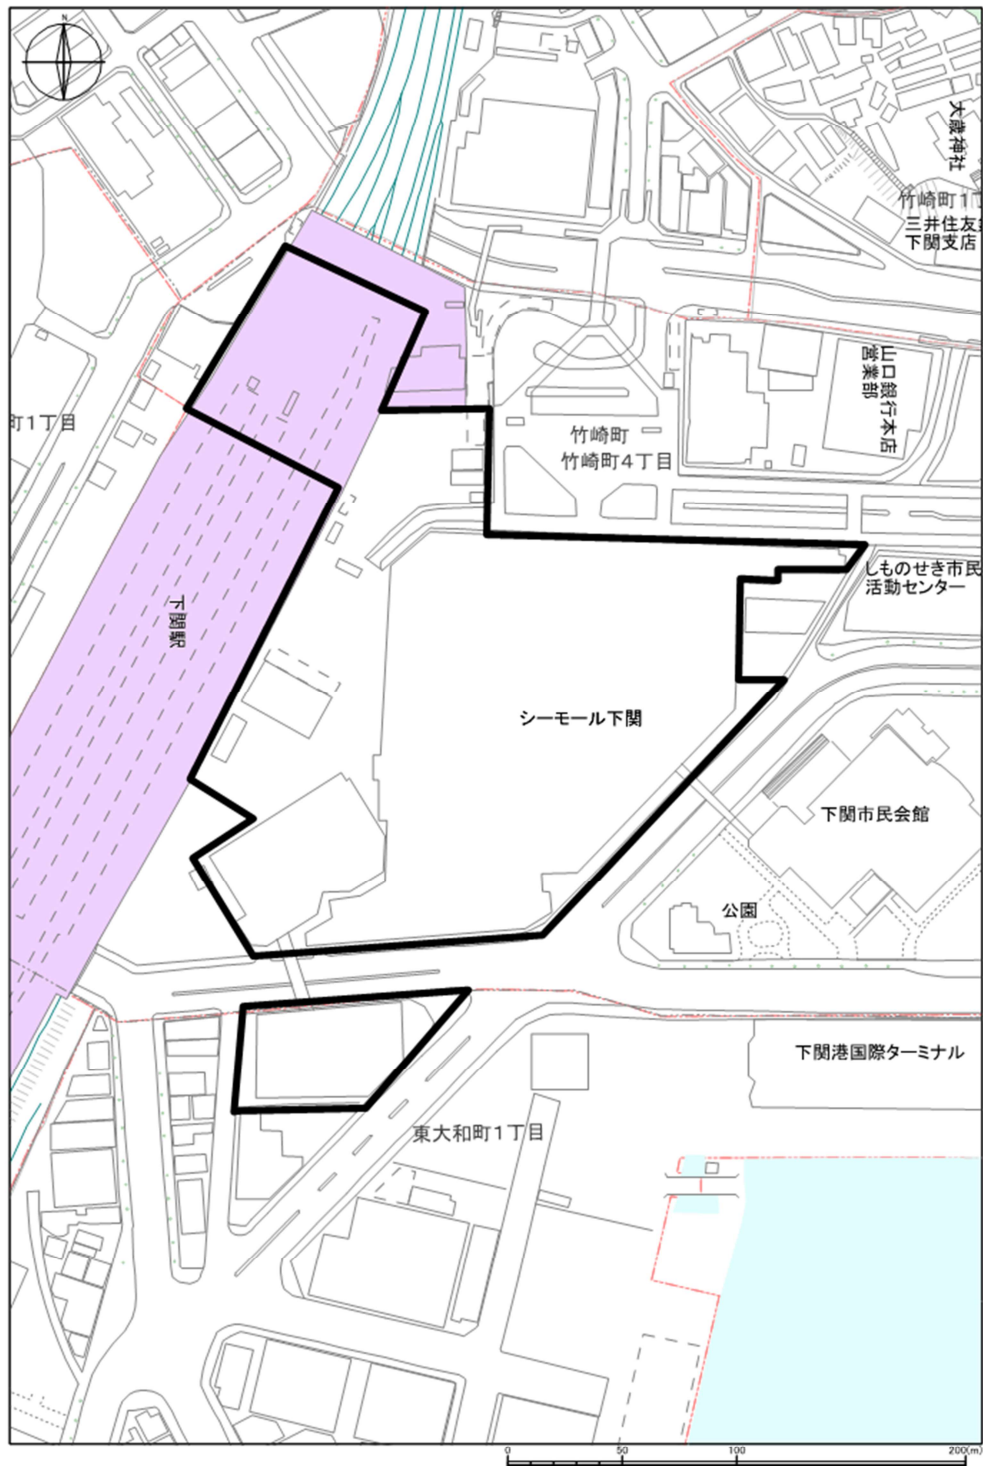 N
大歳神社
竹崎町1丁
三井住友
下関支店
山口銀行本店
営業部
町1丁目
竹崎町
竹崎町4丁目
しものせき市民
活動センター
下関駅
シーモール下関
下関市民会館
公園
下関港国際ターミナル
東大和町1丁目
0 50 100 200(m)